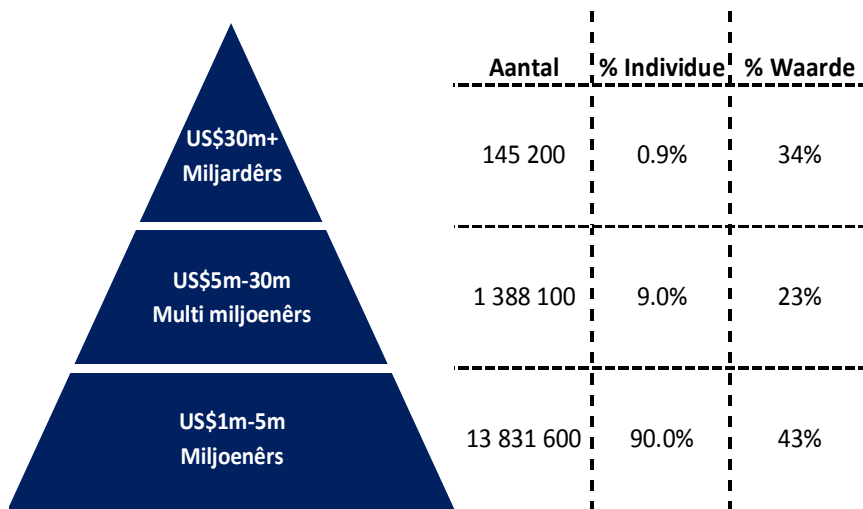 Aantal % Individue % Waarde
US$30m+
Miljardêrs
145 200 0.9% 34%
US$5m-30m
Multi miljoenêrs
1 388 100 9.0% 23%
US$1m-5m
Miljoenêrs
13 831 600 90.0% 43%